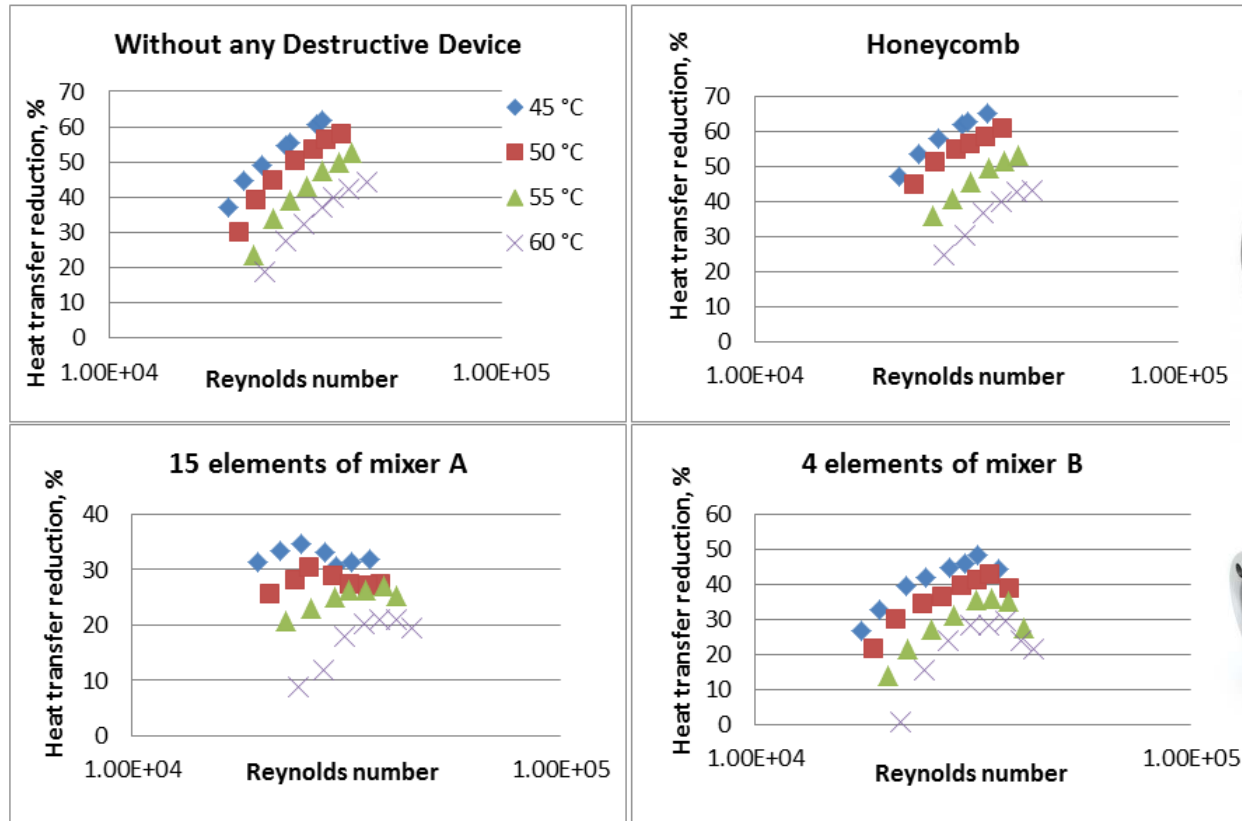 Without any Destructive Device
Heat transfer reduction, %
70
60
50
40
30
20
10
0
1.00E+04
1.00E+05
Reynolds number
45 °C
50 °C
55 °C
60 °C
Honeycomb
Heat transfer reduction, %
70
60
50
40
30
20
10
0
1.00E+04
1.00E+05
Reynolds number
15 elements of mixer A
Heat transfer reduction, %
40
30
20
10
0
1.00E+04
1.00E+05
Reynolds number
4 elements of mixer B
Heat transfer reduction, %
60
50
40
30
20
10
0
1.00E+04
1.00E+05
Reynolds number